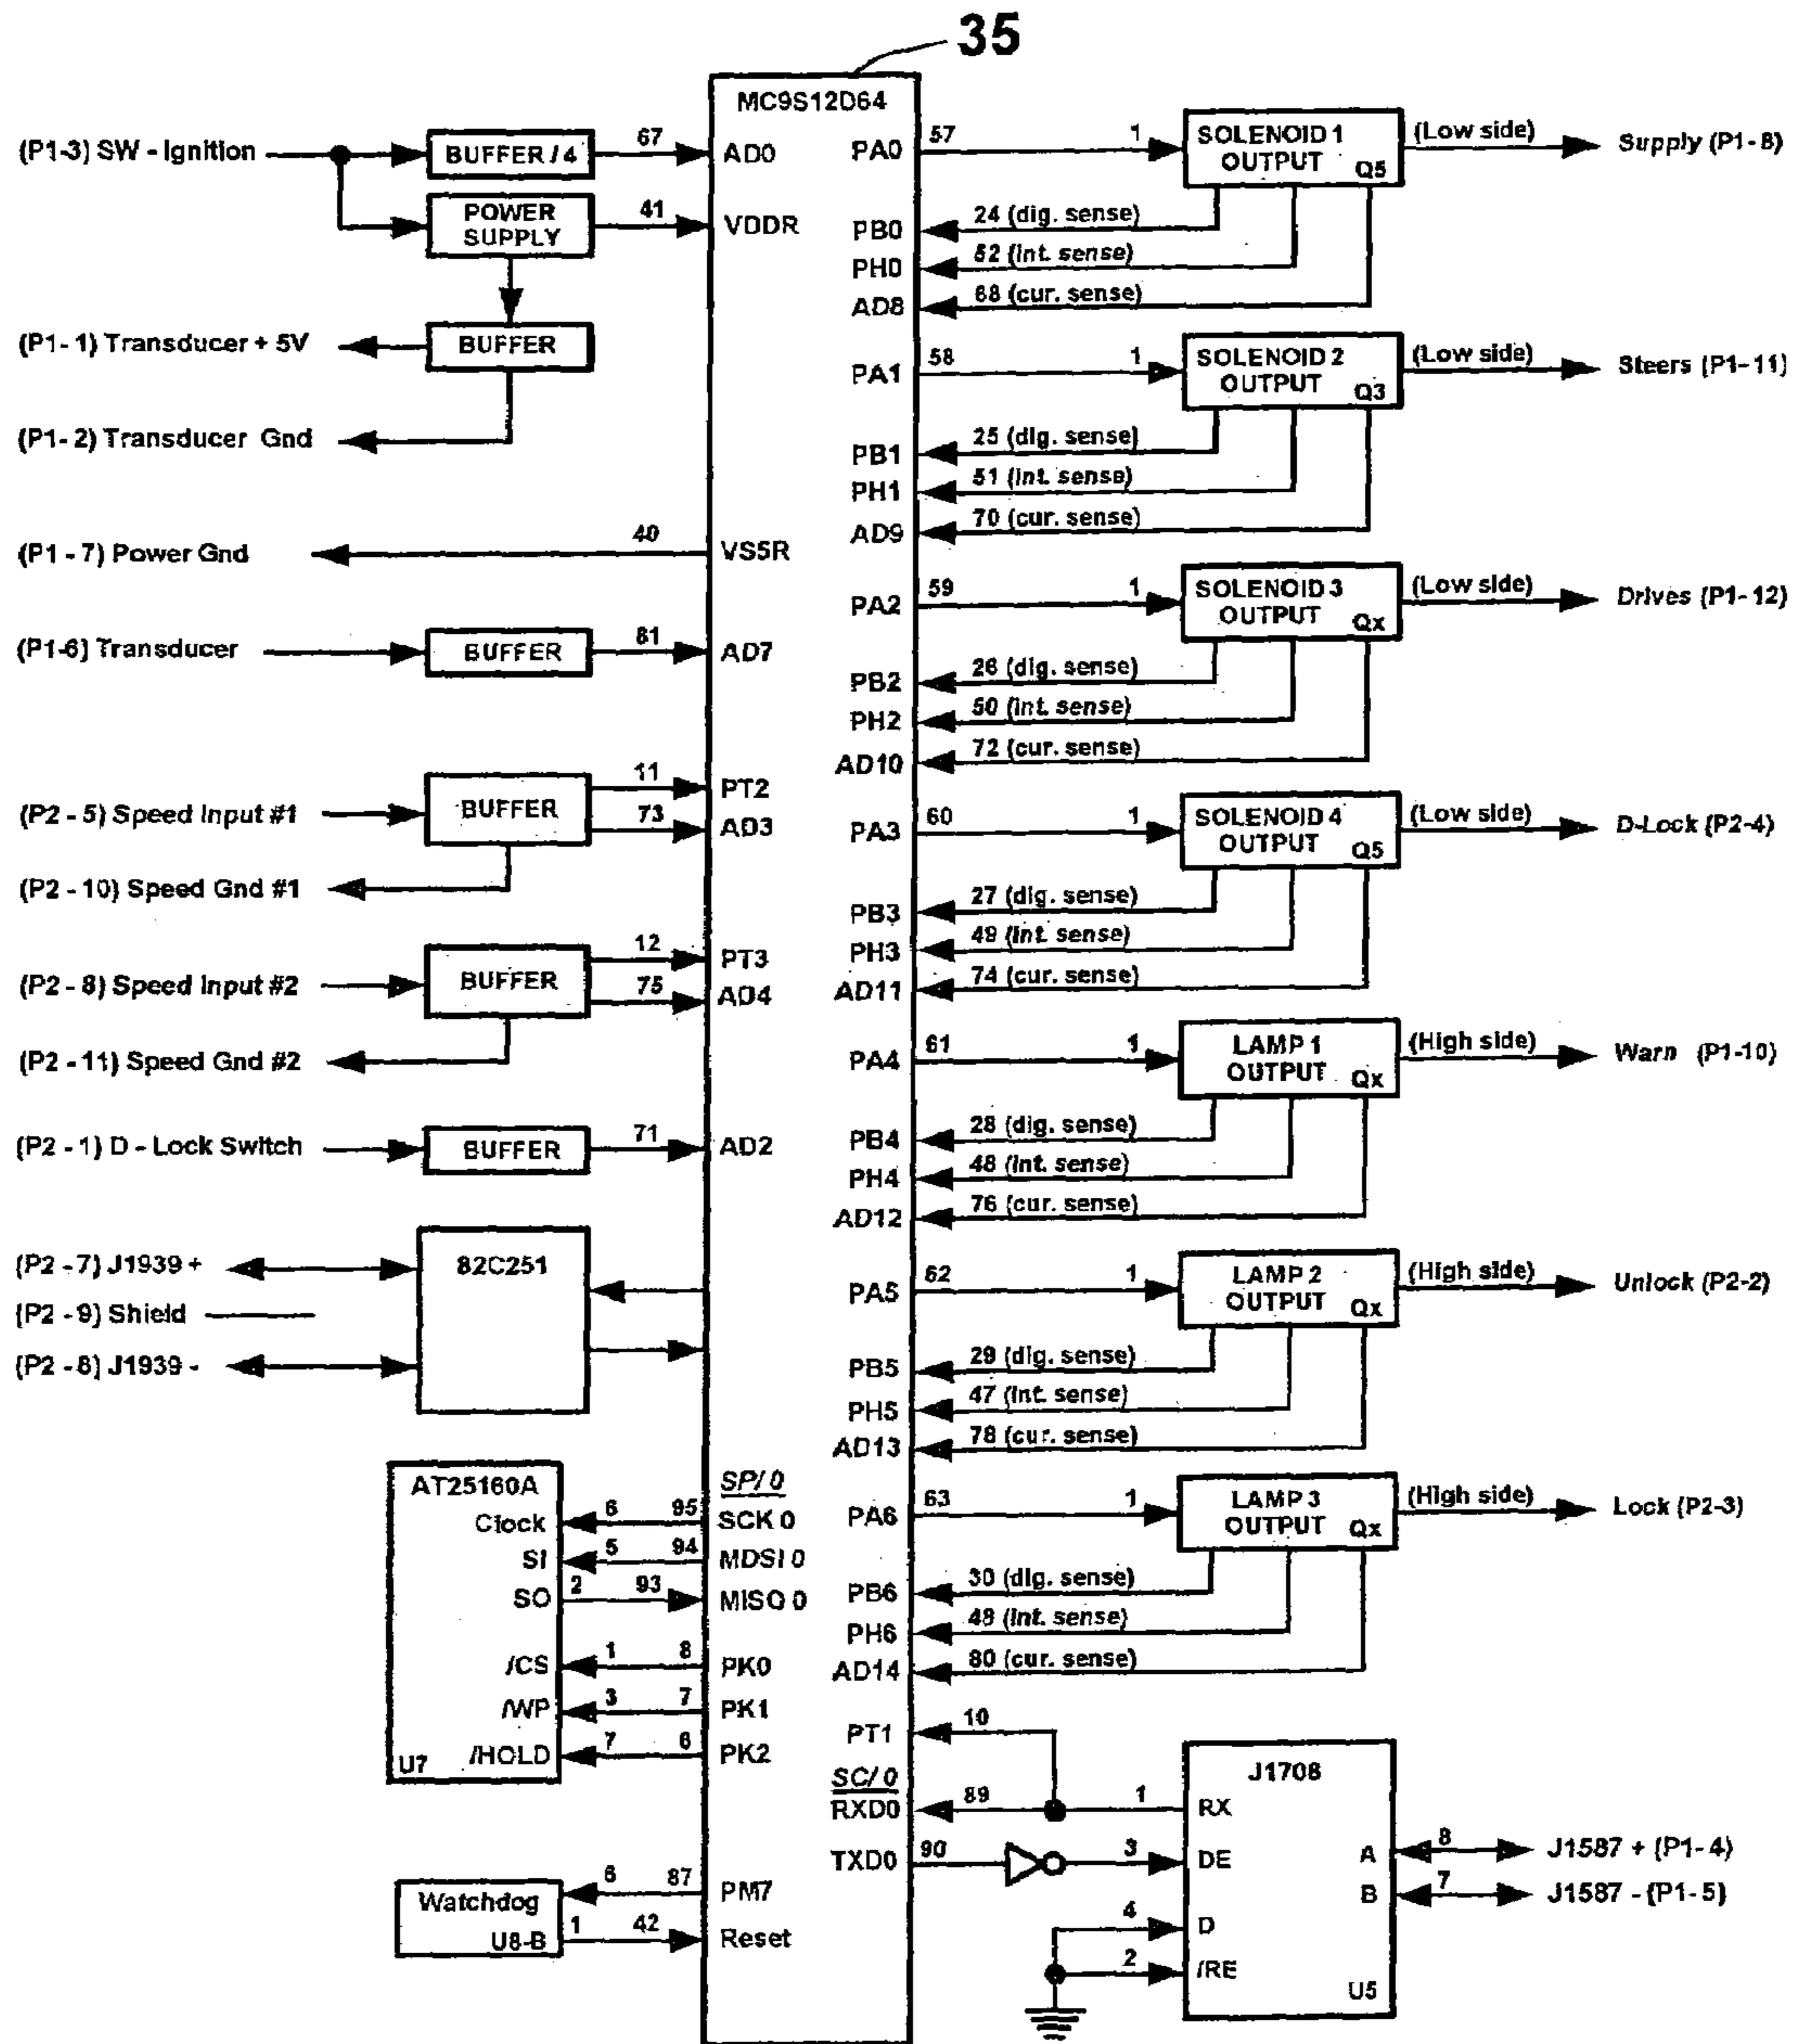 35
MC9S12D64
(P1-3) SW - Ignition
BUFFER / 4
67
AD0
POWER
SUPPLY
41
VDDR
(P1- 1) Transducer + 5V
BUFFER
(P1- 2) Transducer Gnd
(P1 - 7) Power Gnd
40
VS5R
(P1-6) Transducer
BUFFER
81
AD7
(P2 - 5) Speed Input #1
BUFFER
11
PT2
73
AD3
(P2 - 10) Speed Gnd #1
(P2 - 8) Speed Input #2
BUFFER
12
PT3
75
AD4
(P2 - 11) Speed Gnd #2
(P2 - 1) D - Lock Switch
BUFFER
71
AD2
(P2 - 7) J1939 +
82C251
(P2 - 9) Shield
(P2 - 8) J1939 -
AT25160A
SP/ 0
Clock 6 95 SCK 0
SI 5 94 MDSI 0
SO 2 93 MISO 0
/CS 1 8 PK0
/WP 3 7 PK1
/HOLD 7 6 PK2
U7
Watchdog 6 87 PM7
U8-B 1 42 Reset
PA0 57 1 SOLENOID 1
OUTPUT Q5
(Low side) Supply (P1- 8)
PB0 24 (dig. sense)
PH0 52 (int. sense)
AD8 68 (cur. sense)
PA1 58 1 SOLENOID 2
OUTPUT Q3
(Low side) Steers (P1- 11)
PB1 25 (dig. sense)
PH1 51 (int. sense)
AD9 70 (cur. sense)
PA2 59 1 SOLENOID 3
OUTPUT Qx
(Low side) Drives (P1- 12)
PB2 26 (dig. sense)
PH2 50 (int. sense)
AD10 72 (cur. sense)
PA3 60 1 SOLENOID 4
OUTPUT Q5
(Low side) D-Lock (P2-4)
PB3 27 (dig. sense)
PH3 49 (int. sense)
AD11 74 (cur. sense)
PA4 61 1 LAMP 1
OUTPUT Qx
(High side) Warn (P1-10)
PB4 28 (dig. sense)
PH4 48 (int. sense)
AD12 76 (cur. sense)
PA5 62 1 LAMP 2
OUTPUT Qx
(High side) Unlock (P2-2)
PB5 29 (dig. sense)
PH5 47 (int. sense)
AD13 78 (cur. sense)
PA6 63 1 LAMP 3
OUTPUT Qx
(High side) Lock (P2-3)
PB6 30 (dig. sense)
PH6 48 (int. sense)
AD14 80 (cur. sense)
PT1 10
J1708
SC/ 0
RXD0 89 1 RX
TXD0 90 3 DE
A 8 J1587 + (P1- 4)
B 7 J1587 - (P1- 5)
4 D
2 /RE
U5